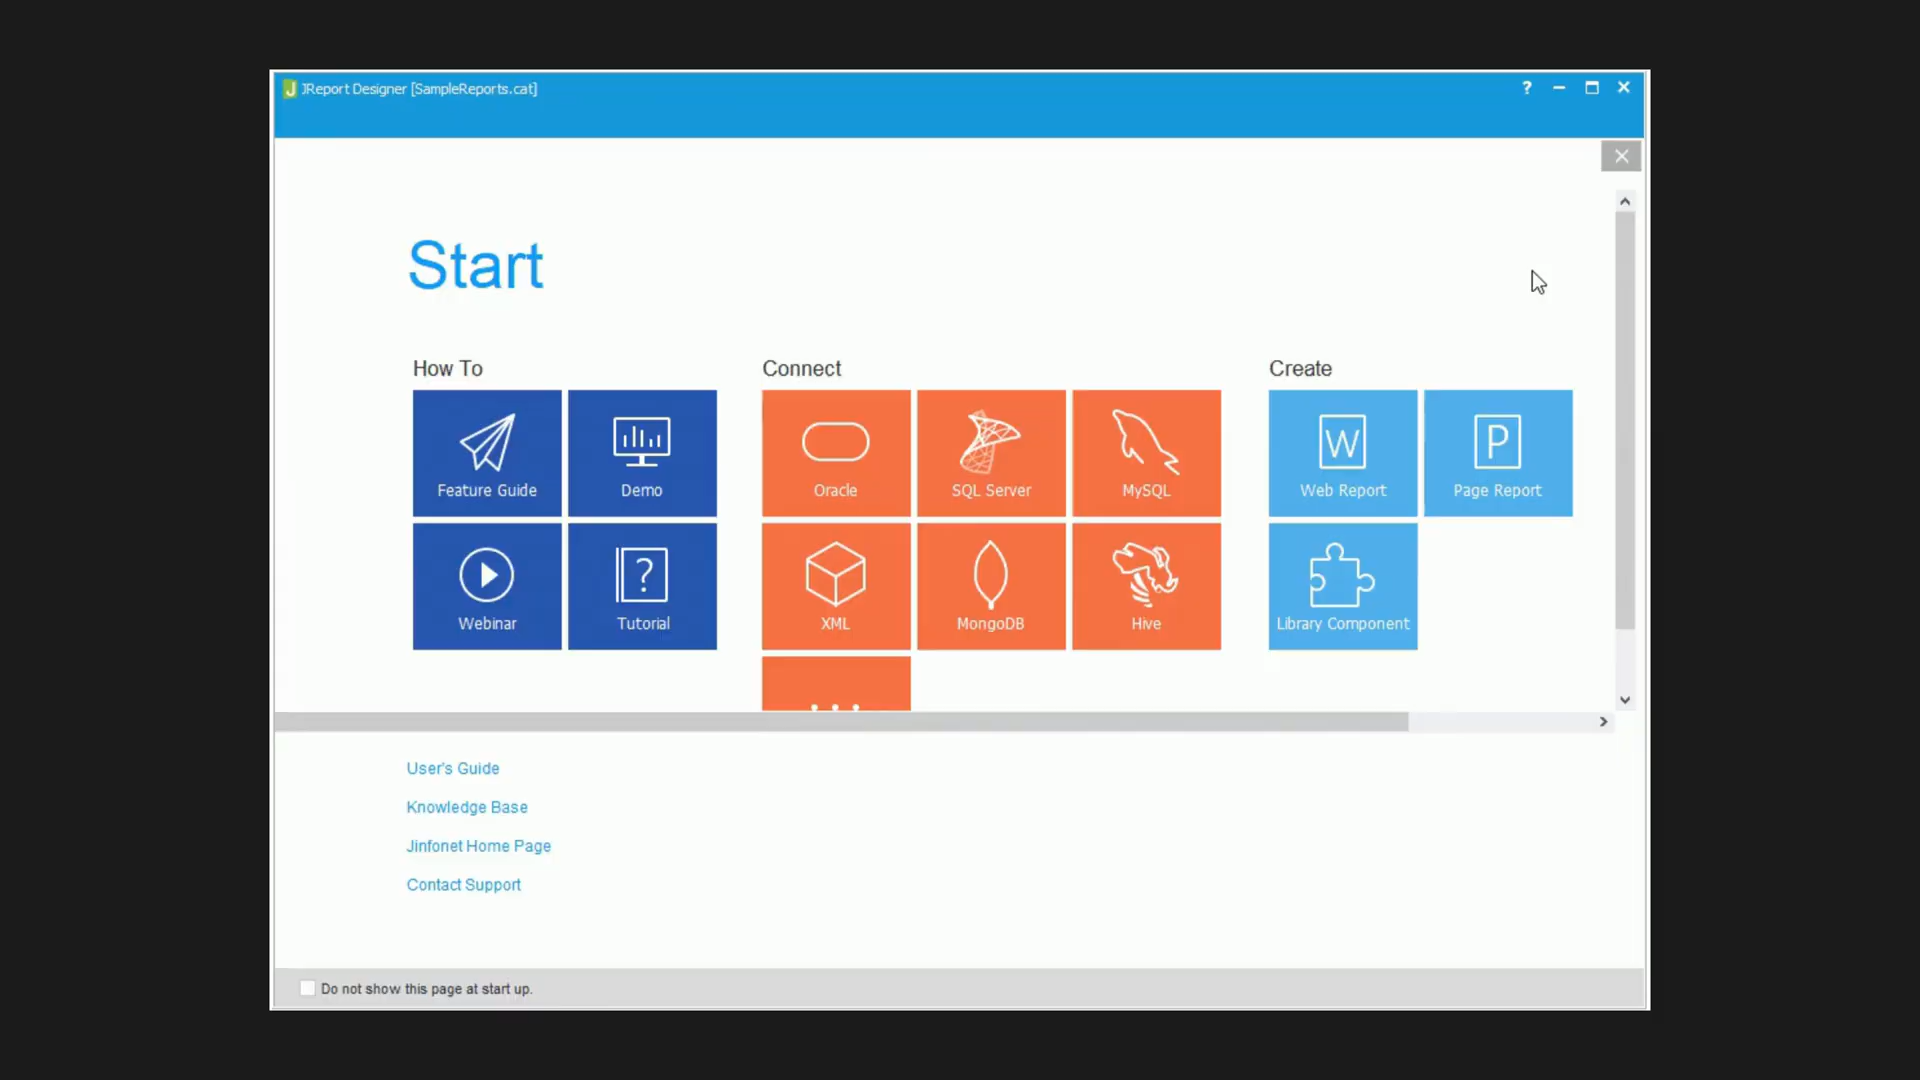 JReport Designer [SampleReports.cat]
Start
How To
Connect
Create
Feature Guide
Demo
Oracle
SQL Server
MySQL
W
Web Report
P
Page Report
Webinar
?
Tutorial
XML
MongoDB
Hive
Library Component
User's Guide
Knowledge Base
Jinfonet Home Page
Contact Support
Do not show this page at start up.